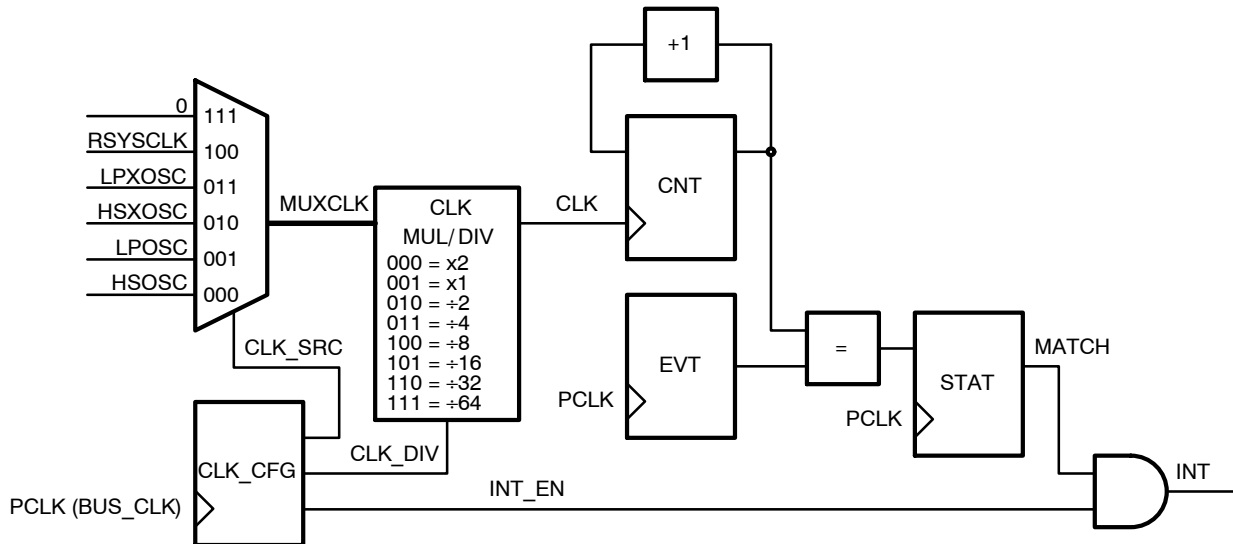 +1
0
111
RSYSCLK
100
LPXOSC
011
HSXOSC
010
LPOSC
001
HSOSC
000
MUXCLK
CLK
MUL/DIV
000 = x2
001 = x1
010 = ÷2
011 = ÷4
100 = ÷8
101 = ÷16
110 = ÷32
111 = ÷64
CLK
CNT
CLK_SRC
EVT
PCLK
=
STAT
PCLK
MATCH
CLK_CFG
PCLK (BUS_CLK)
CLK_DIV
INT_EN
INT